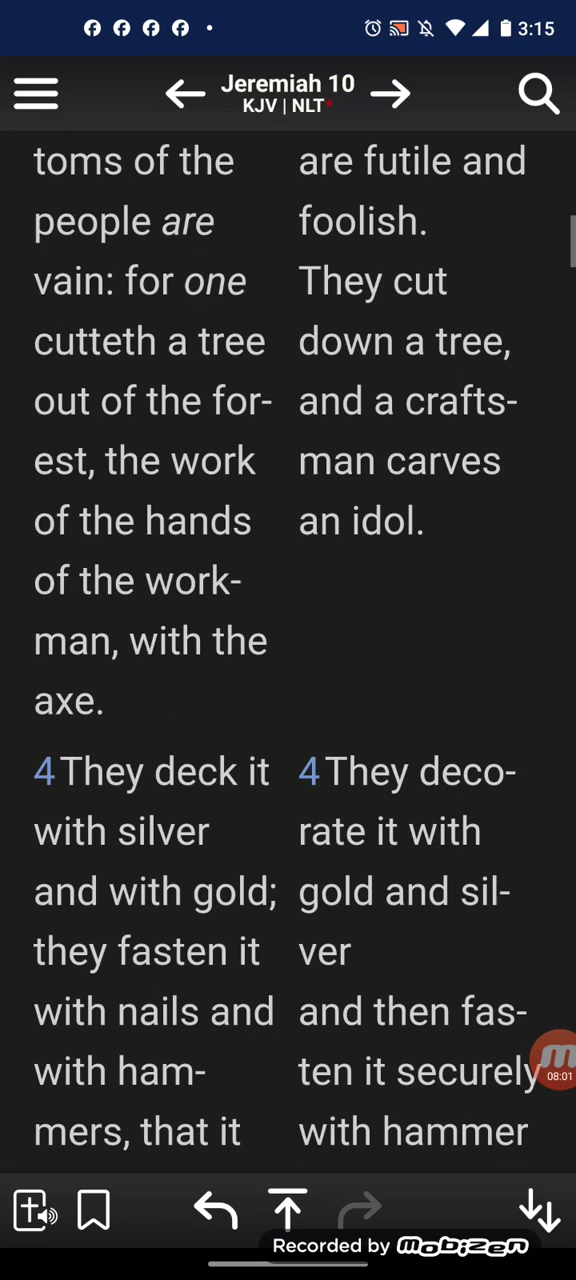 3:15
Jeremiah 10
KJV | NLT*
toms of the
people are
vain: for one
cutteth a tree
out of the for-
est, the work
of the hands
of the work-
man, with the
axe.
4 They deck it
with silver
and with gold;
they fasten it
with nails and
with ham-
mers, that it
are futile and
foolish.
They cut
down a tree,
and a crafts-
man carves
an idol.
4 They deco-
rate it with
gold and sil-
ver
and then fas-
ten it securely
with hammer
08:01
Recorded by mobizen